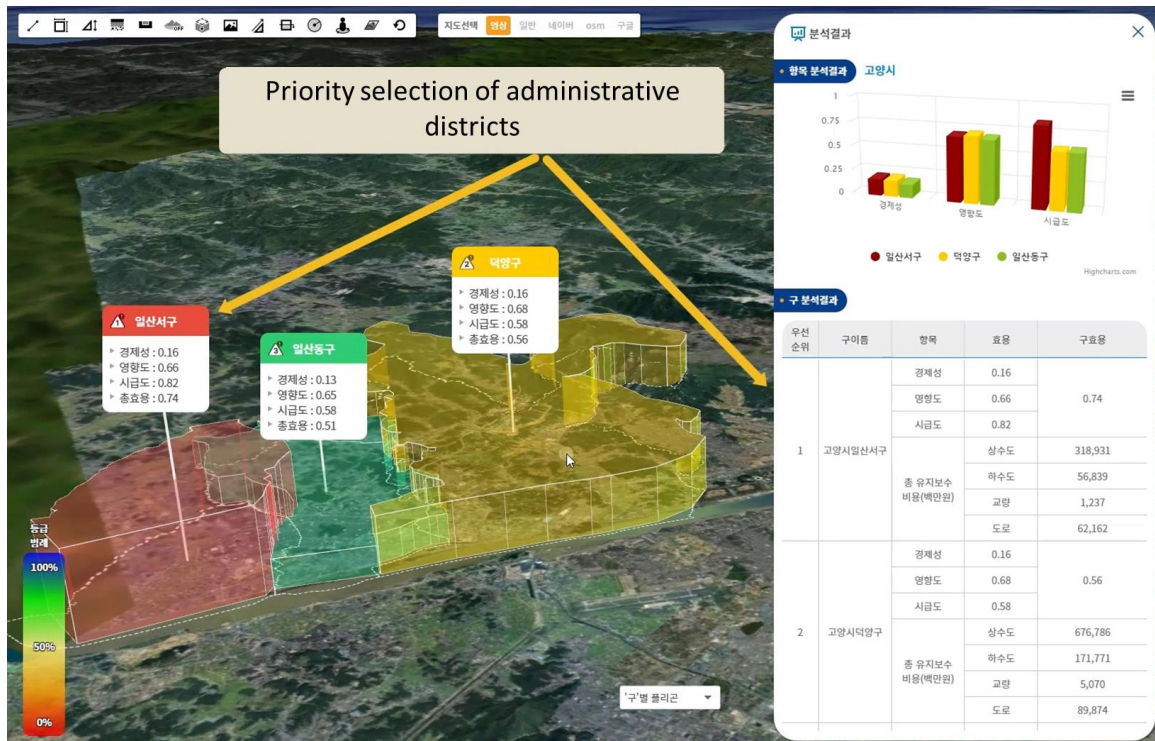 지도선택 영상 일반 네이버 osm 구글
OFF
Priority selection of administrative
districts
1 일산서구
경제성 : 0.16
영향도 : 0.66
시급도 : 0.82
총효용 : 0.74
3 일산동구
경제성 : 0.13
영향도 : 0.65
시급도 : 0.58
총효용 : 0.51
2 덕양구
경제성 : 0.16
영향도 : 0.68
시급도 : 0.58
총효용 : 0.56
등급
범례
100%
50%
0%
'구'별 폴리곤
분석결과
항목 분석결과 고양시
1
0.75
0.5
0.25
0
경제성 영향도 시급도
일산서구 덕양구 일산동구
Highcharts.com
구 분석결과
우선
순위 구이름 항목 효용 구효용
1 고양시일산서구
경제성 0.16
영향도 0.66 0.74
시급도 0.82
총 유지보수
비용(백만원)
상수도 318,931
하수도 56,839
교량 1,237
도로 62,162
2 고양시덕양구
경제성 0.16
영향도 0.68 0.56
시급도 0.58
총 유지보수
비용(백만원)
상수도 676,786
하수도 171,771
교량 5,070
도로 89,874